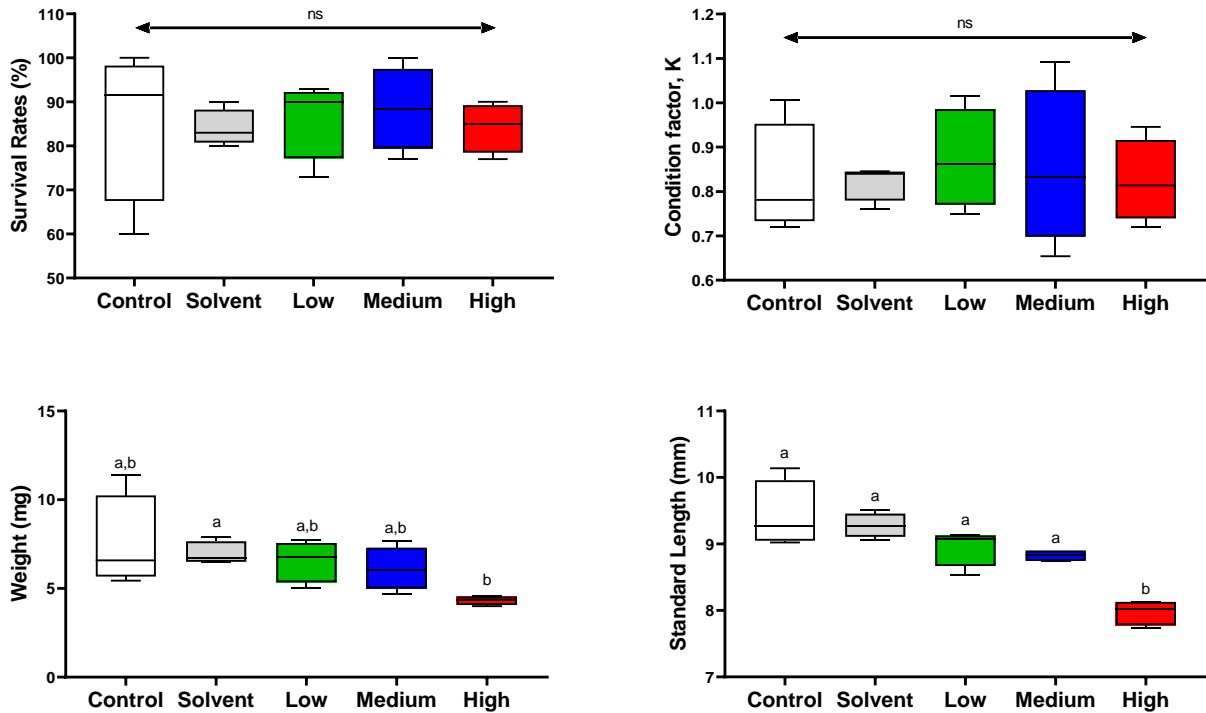 ns
Survival Rates (%)
110
100
90
80
70
60
50
Control Solvent Low Medium High
ns
Condition factor, K
1.2
1.1
1.0
0.9
0.8
0.7
0.6
Control Solvent Low Medium High
Weight (mg)
15
10
5
0
a,b
a
a,b
a,b
b
Control Solvent Low Medium High
Standard Length (mm)
11
10
9
8
7
a
a
a
a
b
Control Solvent Low Medium High